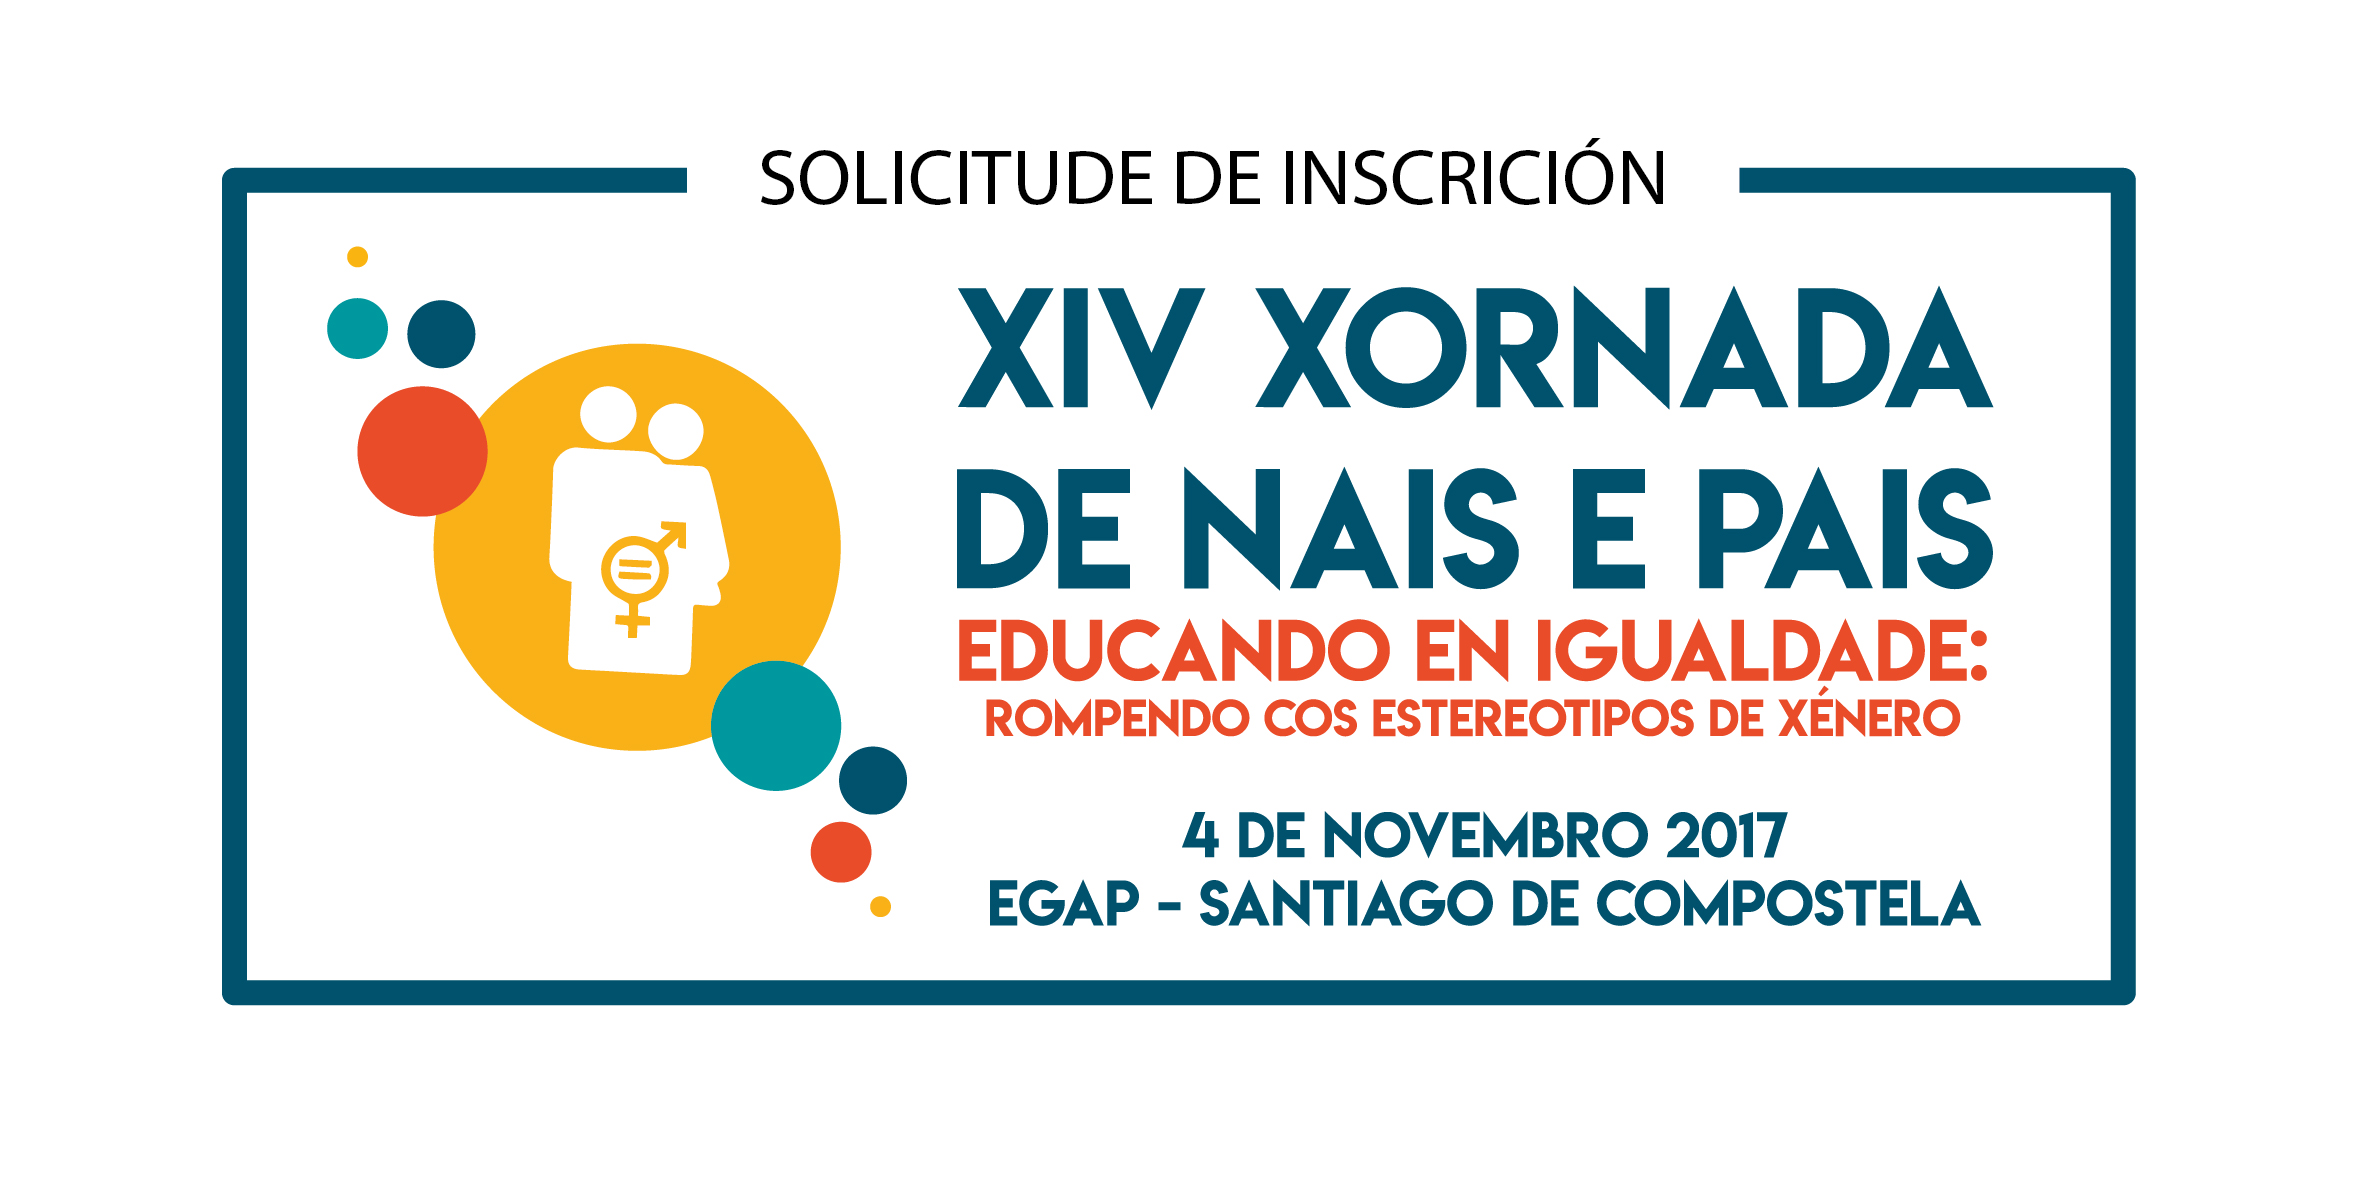 SOLICITUDE DE INSCRICIÓN
XIV XORNADA
DE NAIS E PAIS
EDUCANDO EN IGUALDADE:
ROMPENDO COS ESTEREOTIPOS DE XÉNERO
4 DE NOVEMBRO 2017
EGAP - SANTIAGO DE COMPOSTELA